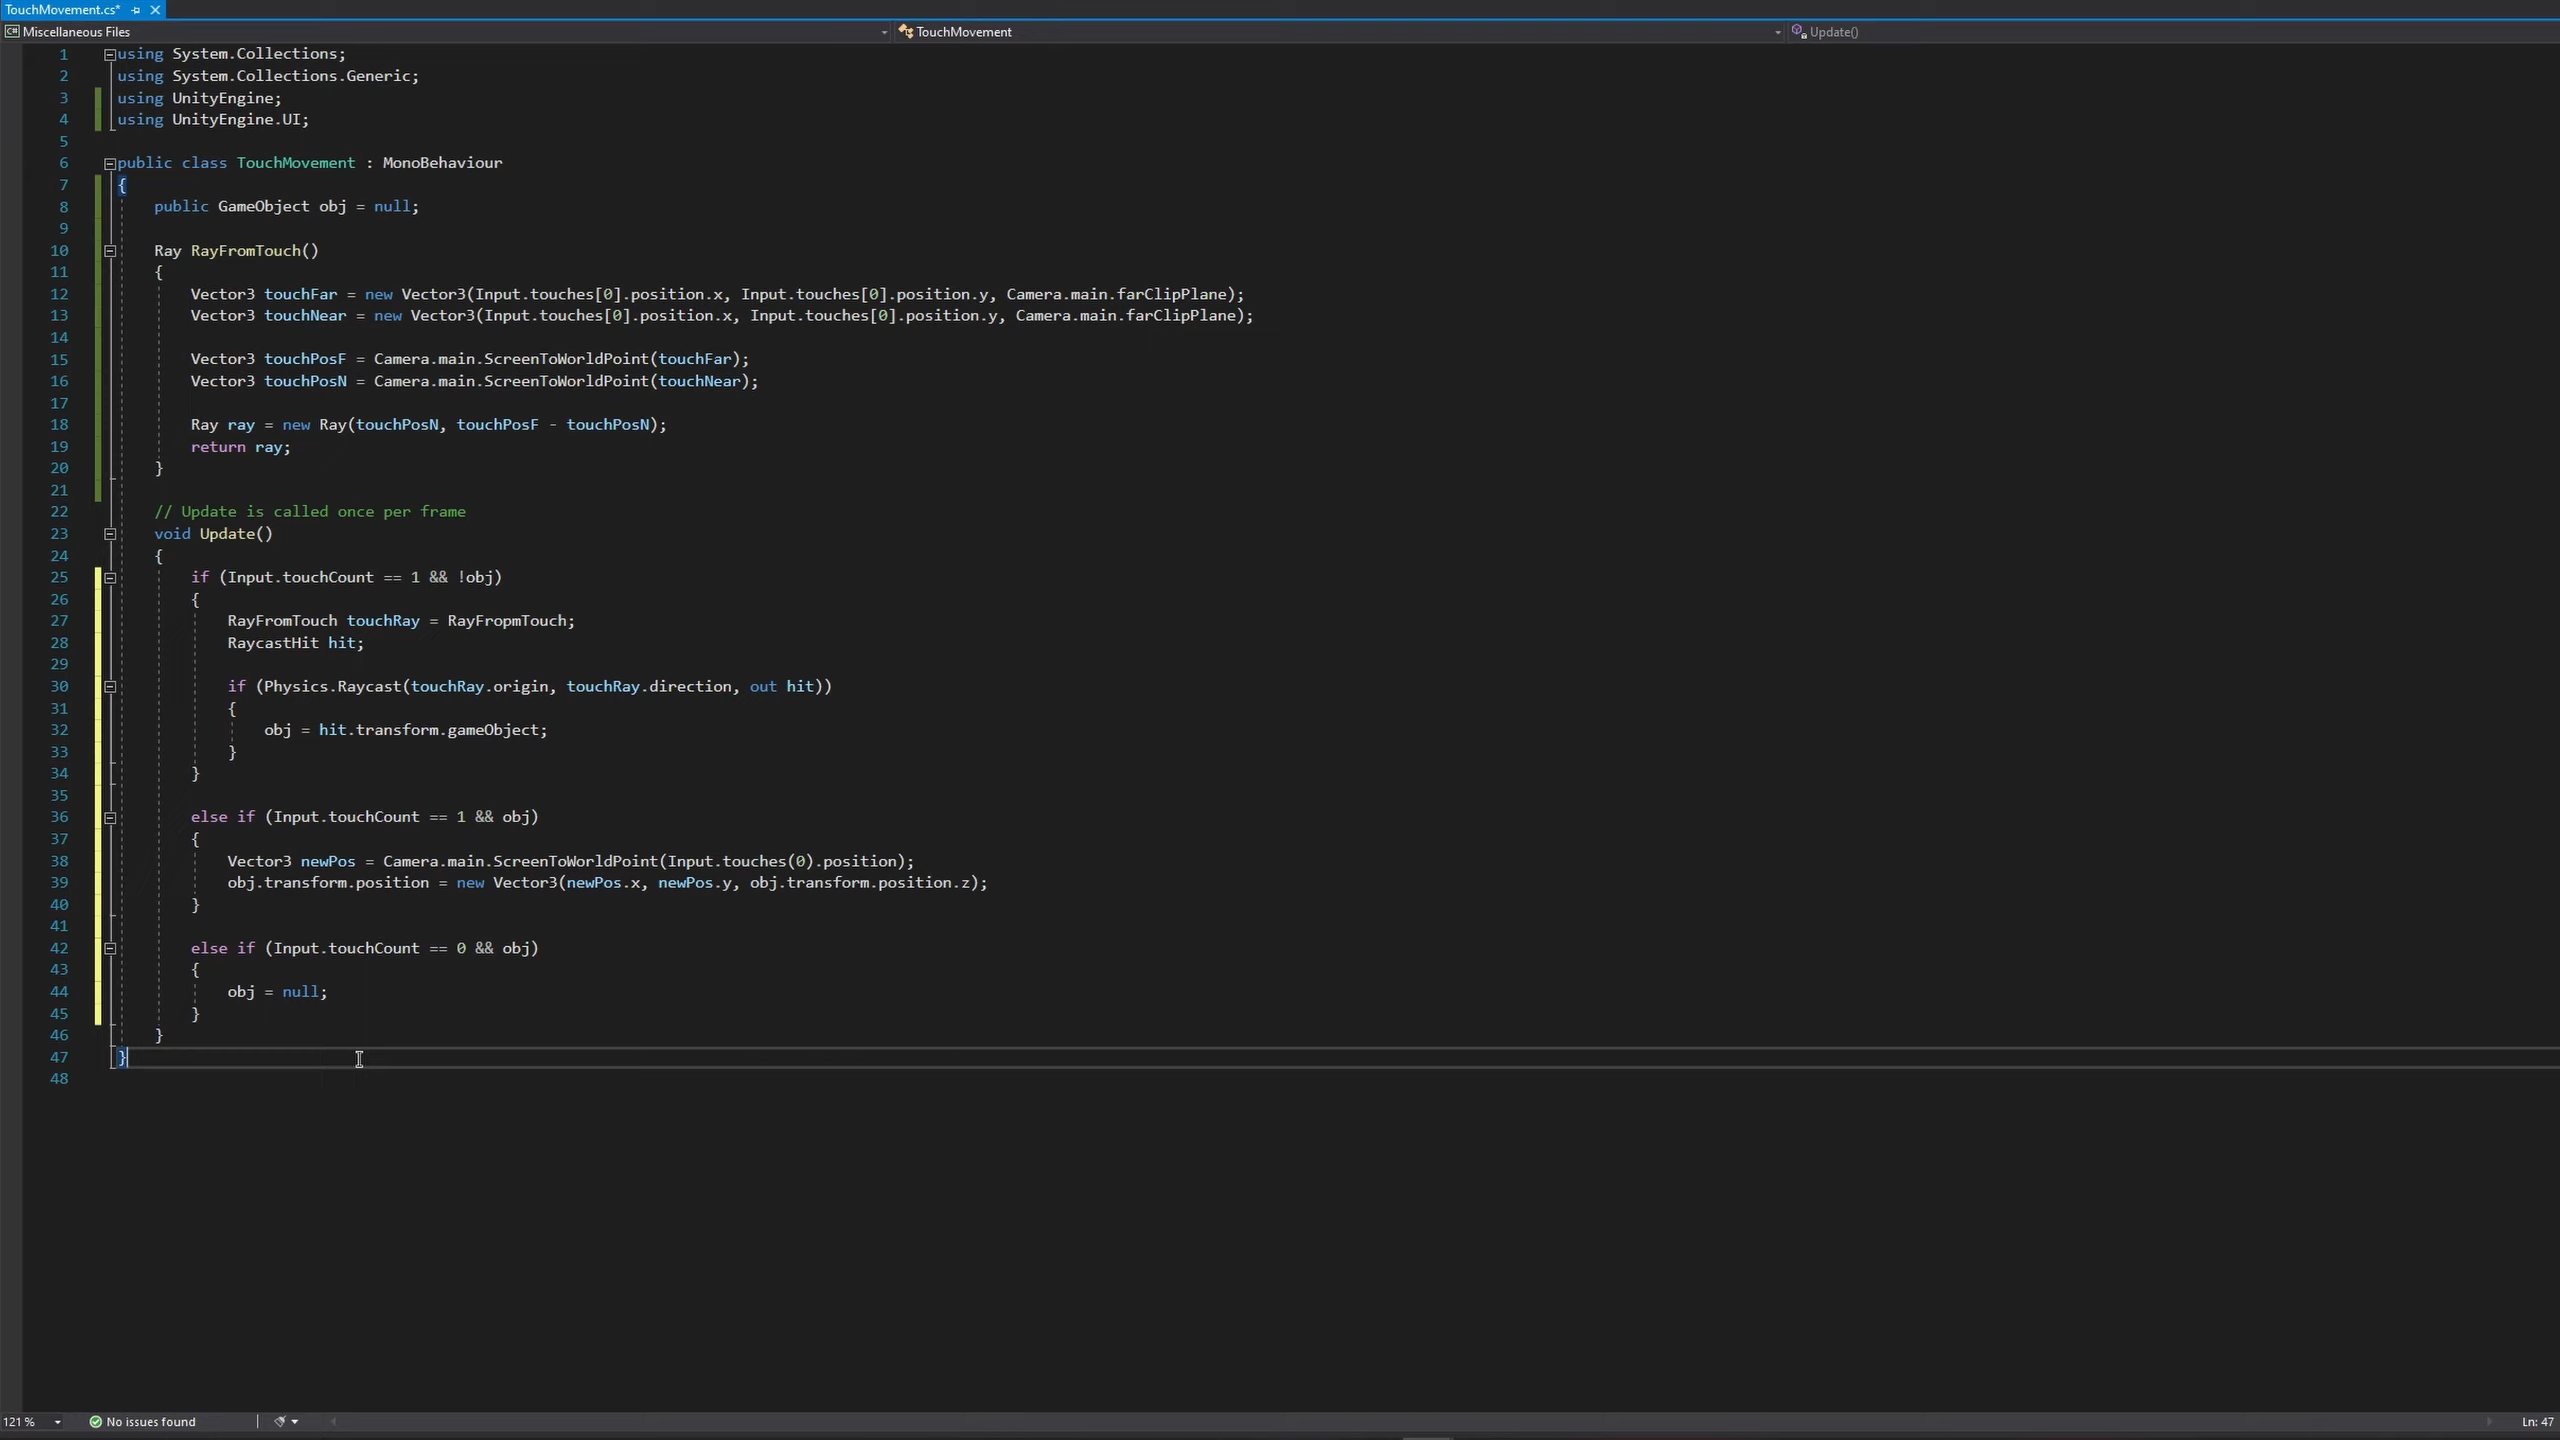 TouchMovement.cs*
C# Miscellaneous Files
TouchMovement
Update()
1 using System.Collections;
2 using System.Collections.Generic;
3 using UnityEngine;
4 using UnityEngine.UI;
5
6 public class TouchMovement : MonoBehaviour
7 {
8 public GameObject obj = null;
9
10 Ray RayFromTouch()
11 {
12 Vector3 touchFar = new Vector3(Input.touches[0].position.x, Input.touches[0].position.y, Camera.main.farClipPlane);
13 Vector3 touchNear = new Vector3(Input.touches[0].position.x, Input.touches[0].position.y, Camera.main.farClipPlane);
14
15 Vector3 touchPosF = Camera.main.ScreenToWorldPoint(touchFar);
16 Vector3 touchPosN = Camera.main.ScreenToWorldPoint(touchNear);
17
18 Ray ray = new Ray(touchPosN, touchPosF - touchPosN);
19 return ray;
20 }
21
22 // Update is called once per frame
23 void Update()
24 {
25 if (Input.touchCount == 1 && !obj)
26 {
27 RayFromTouch touchRay = RayFropmTouch;
28 RaycastHit hit;
29
30 if (Physics.Raycast(touchRay.origin, touchRay.direction, out hit))
31 {
32 obj = hit.transform.gameObject;
33 }
34 }
35
36 else if (Input.touchCount == 1 && obj)
37 {
38 Vector3 newPos = Camera.main.ScreenToWorldPoint(Input.touches(0).position);
39 obj.transform.position = new Vector3(newPos.x, newPos.y, obj.transform.position.z);
40 }
41
42 else if (Input.touchCount == 0 && obj)
43 {
44 obj = null;
45 }
46 }
47 }
48
121 %
No issues found
Ln: 47